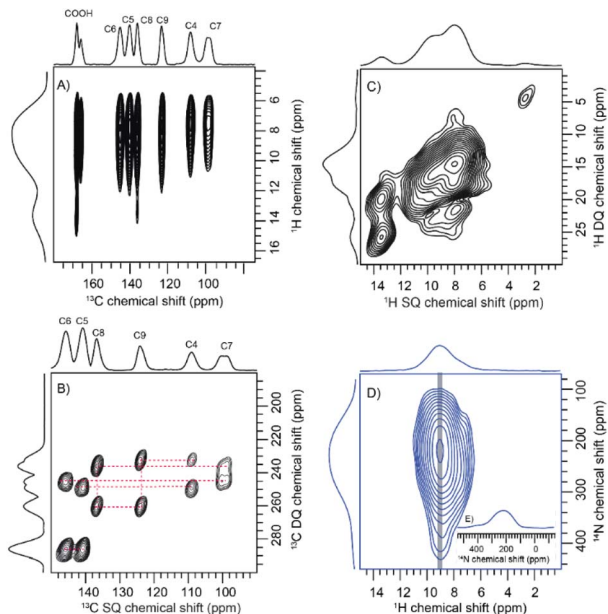 COOH
C6 C5 C8 C9 C4 C7
A)
6
8
10
12
14
16
¹H chemical shift (ppm)
160 140 120 100
¹³C chemical shift (ppm)
C)
5
10
15
20
25
¹H DQ chemical shift (ppm)
14 12 10 8 6 4 2
¹H SQ chemical shift (ppm)
C6 C5 C8 C9 C4 C7
B)
200
220
240
260
280
¹³C DQ chemical shift (ppm)
140 130 120 110 100
¹³C SQ chemical shift (ppm)
D)
100
200
300
400
¹⁴N chemical shift (ppm)
E)
400 200 0
¹⁴N chemical shift (ppm)
14 12 10 8 6 4 2
¹H chemical shift (ppm)